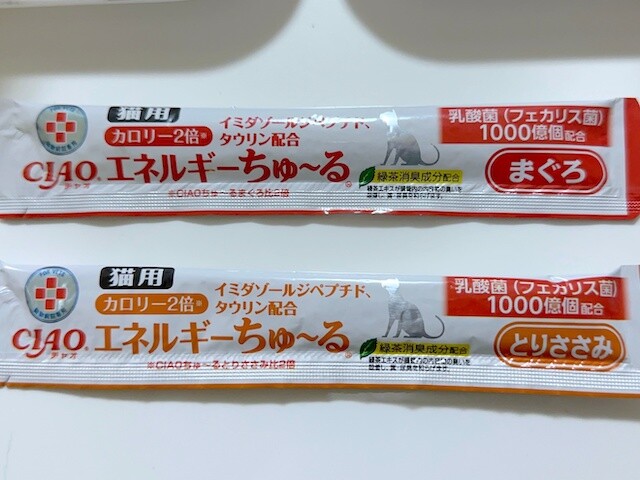 猫用
カロリー2倍※
イミダゾールジペプチド、
タウリン配合
乳酸菌（フェカリス菌）
1000億個配合
CIAO®エネルギーちゅ～る®
チャオ
緑茶消臭成分配合
まぐろ
※CIAOちゅ～るまぐろ比2倍
猫用
カロリー2倍※
イミダゾールジペプチド、
タウリン配合
乳酸菌（フェカリス菌）
1000億個配合
CIAO®エネルギーちゅ～る®
チャオ
緑茶消臭成分配合
とりささみ
※CIAOちゅ～るとりささみ比2倍